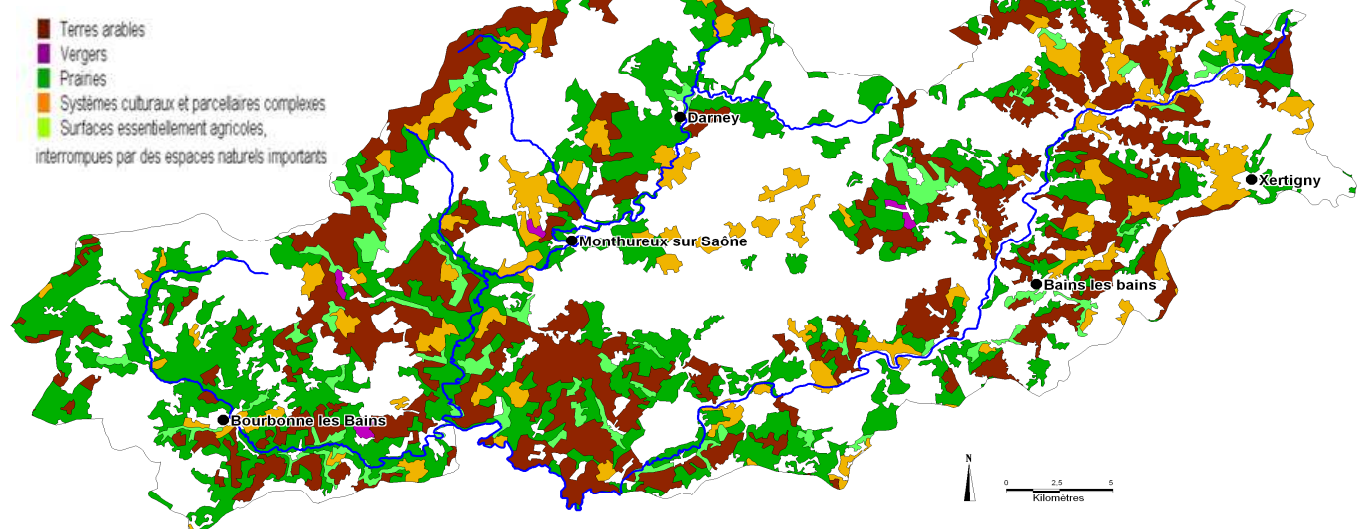 Terres arables
Vergers
Prairies
Systèmes culturaux et parcellaires complexes
Surfaces essentiellement agricoles,
interrompues par des espaces naturels importants
Darney
Xertigny
Monthureux sur Saône
Bains les bains
Bourbonne les Bains
N
0 2,5 5
Kilomètres